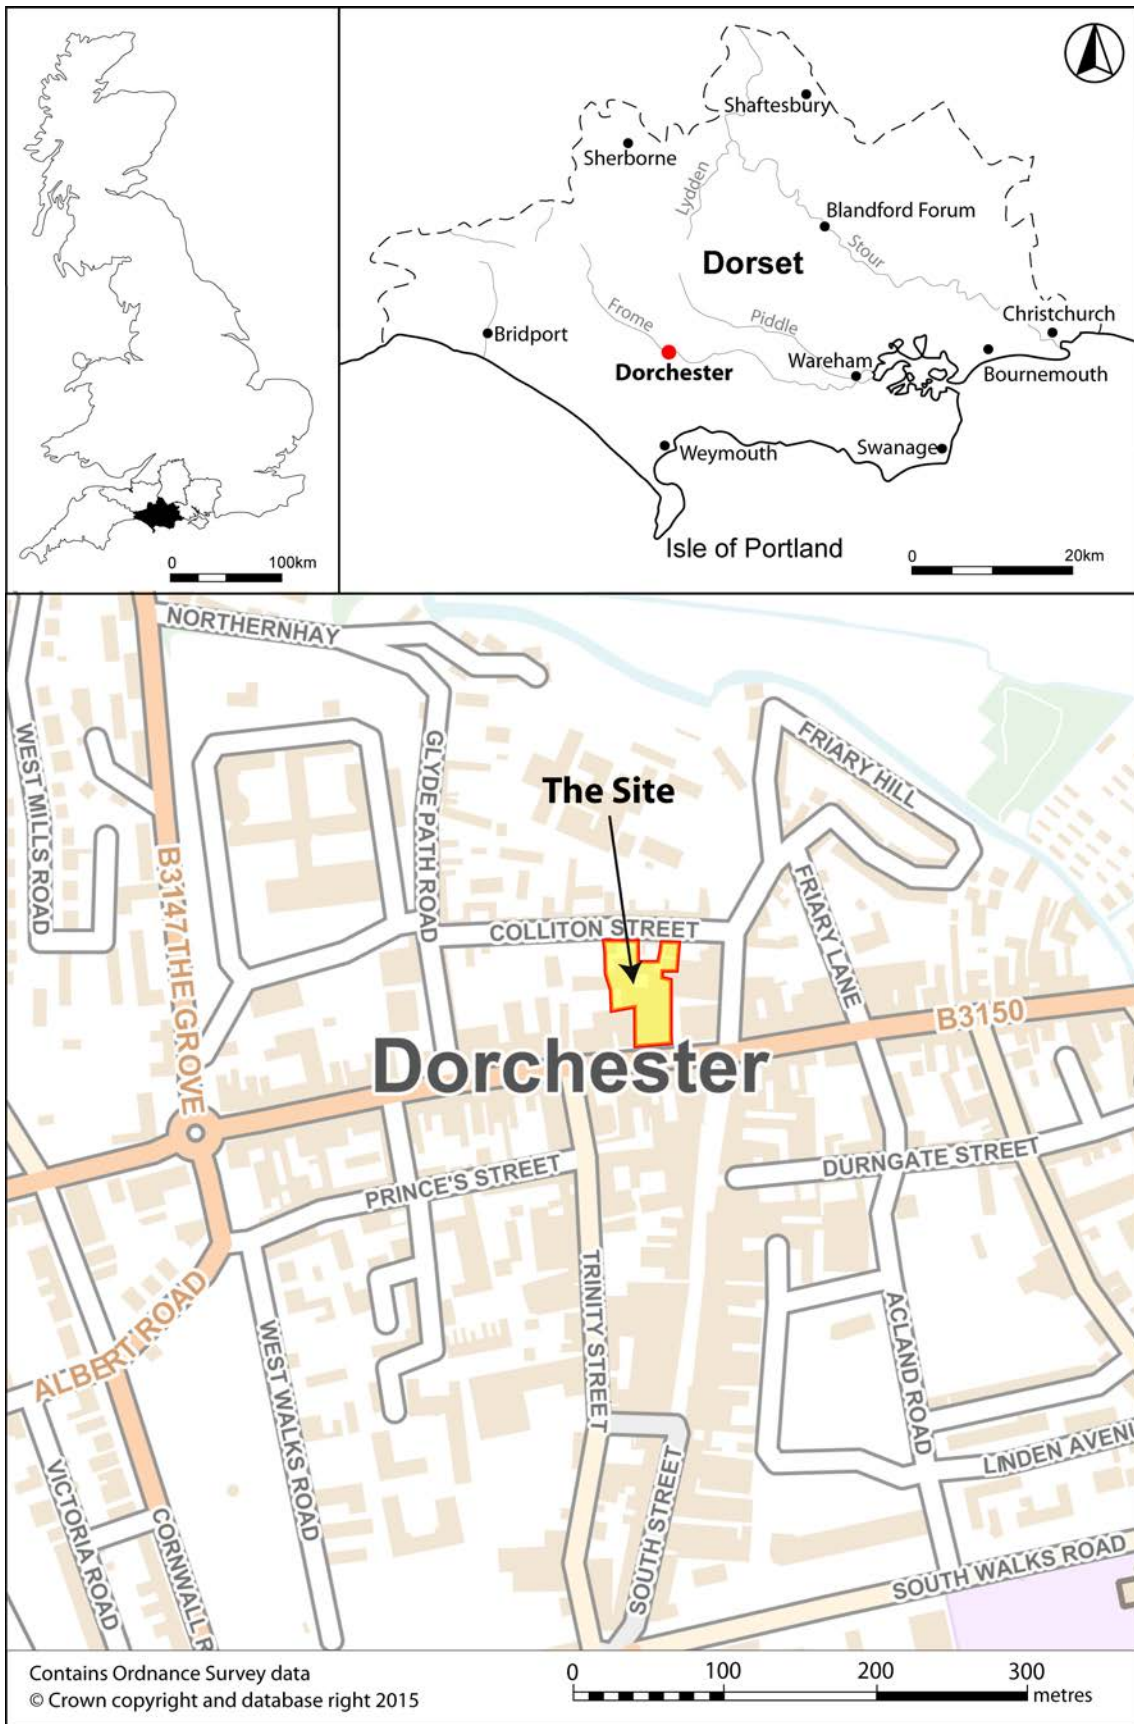 0 100km
Shaftesbury
Sherborne
Lydden
Blandford Forum
Stour
Dorset
Christchurch
Frome
Piddle
Bridport
Wareham
Bournemouth
Dorchester
Weymouth
Swanage
Isle of Portland
0 20km
NORTHERNHAY
WEST MILLS ROAD
GLYDE PATH ROAD
FRIARY HILL
The Site
B3147 THE GROVE
COLLITON STREET
FRIARY LANE
B3150
Dorchester
DURNGATE STREET
PRINCE'S STREET
TRINITY STREET
ALBERT ROAD
WEST WALKS ROAD
ACLAND ROAD
VICTORIA ROAD
CORNWALL R
SOUTH STREET
LINDEN AVENU
SOUTH WALKS ROAD
Contains Ordnance Survey data
© Crown copyright and database right 2015
0 100 200 300
metres